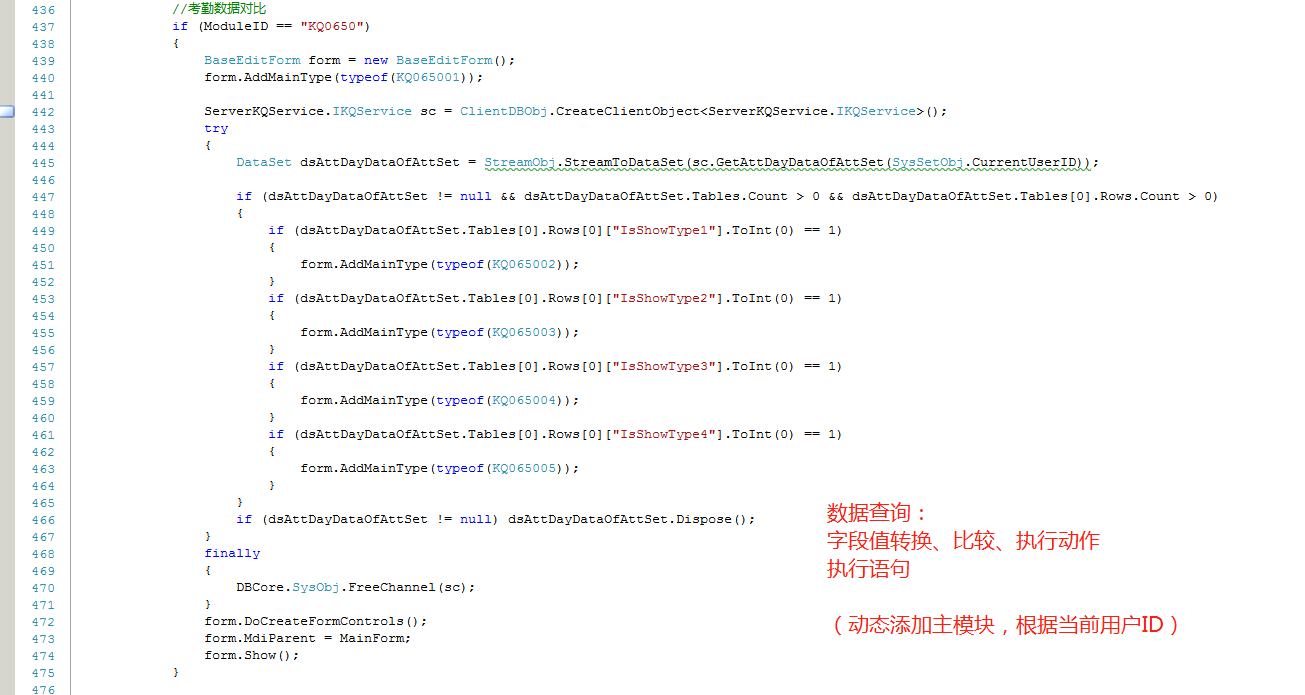 436 //考勤数据对比
437 if (ModuleID == "KQ0650")
438 {
439 BaseEditForm form = new BaseEditForm();
440 form.AddMainType(typeof(KQ065001));
441
442 ServerKQService.IKQService sc = ClientDBObj.CreateClientObject<ServerKQService.IKQService>();
443 try
444 {
445 DataSet dsAttDayDataOfAttSet = StreamObj.StreamToDataSet(sc.GetAttDayDataOfAttSet(SysSetObj.CurrentUserID));
446
447 if (dsAttDayDataOfAttSet != null && dsAttDayDataOfAttSet.Tables.Count > 0 && dsAttDayDataOfAttSet.Tables[0].Rows.Count > 0)
448 {
449 if (dsAttDayDataOfAttSet.Tables[0].Rows[0]["IsShowType1"].ToInt(0) == 1)
450 {
451 form.AddMainType(typeof(KQ065002));
452 }
453 if (dsAttDayDataOfAttSet.Tables[0].Rows[0]["IsShowType2"].ToInt(0) == 1)
454 {
455 form.AddMainType(typeof(KQ065003));
456 }
457 if (dsAttDayDataOfAttSet.Tables[0].Rows[0]["IsShowType3"].ToInt(0) == 1)
458 {
459 form.AddMainType(typeof(KQ065004));
460 }
461 if (dsAttDayDataOfAttSet.Tables[0].Rows[0]["IsShowType4"].ToInt(0) == 1)
462 {
463 form.AddMainType(typeof(KQ065005));
464 }
465 }
466 if (dsAttDayDataOfAttSet != null) dsAttDayDataOfAttSet.Dispose();
467 }
468 finally
469 {
470 DBCore.SysObj.FreeChannel(sc);
471 }
472 form.DoCreateFormControls();
473 form.MdiParent = MainForm;
474 form.Show();
475 }
476
数据查询：
字段值转换、比较、执行动作
执行语句
（动态添加主模块，根据当前用户ID）